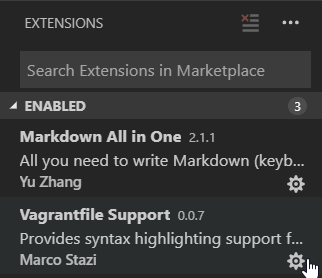 EXTENSIONS
Search Extensions in Marketplace
ENABLED 3
Markdown All in One 2.1.1
All you need to write Markdown (keyb...
Yu Zhang
Vagrantfile Support 0.0.7
Provides syntax highlighting support f...
Marco Stazi